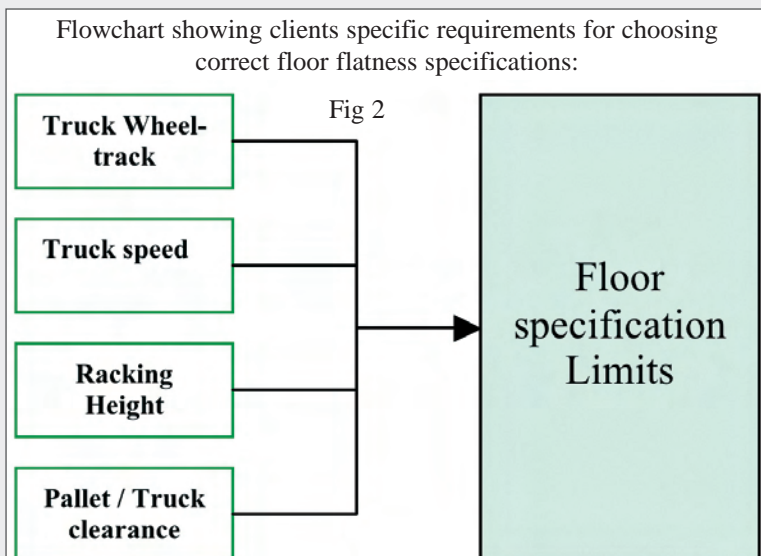 Flowchart showing clients specific requirements for choosing
correct floor flatness specifications:
Fig 2
Truck Wheel-
track
Truck speed
Racking
Height
Pallet / Truck
clearance
Floor
specification
Limits